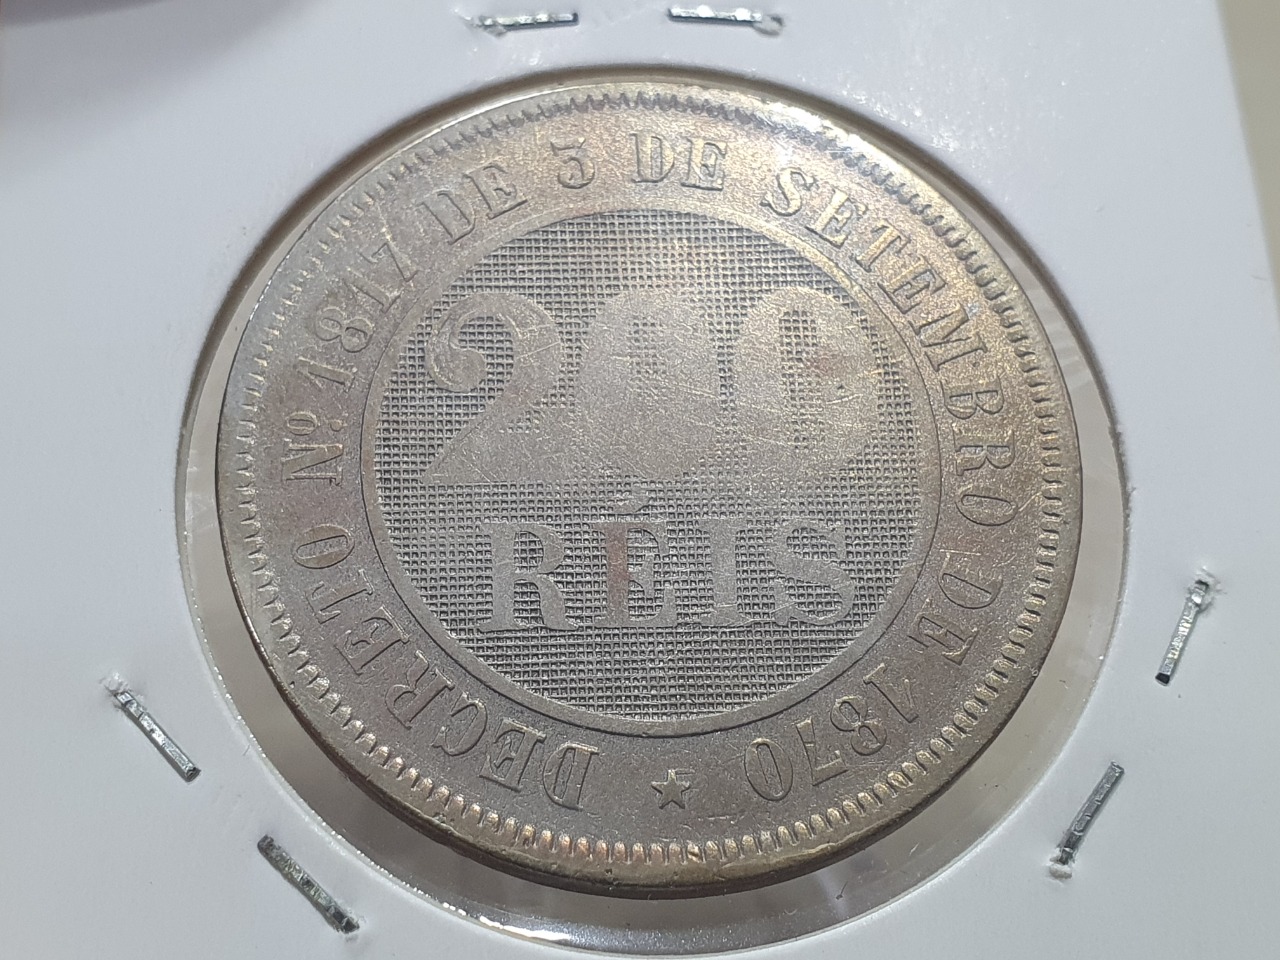 DECRETO Nº. 1817 DE 3 DE SETEMBRO DE 1870
200
RÉIS